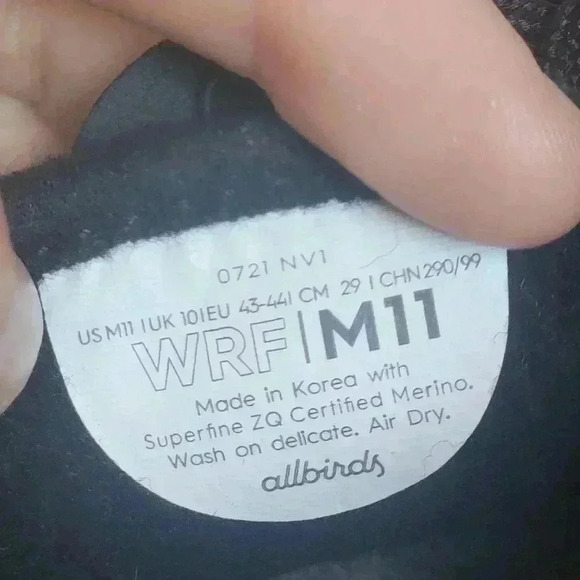 0721 NV1
US M11 I UK 10 I EU 43-44 I CM 29 I CHN 290/99
WRF | M11
Made in Korea with
Superfine ZQ Certified Merino.
Wash on delicate. Air Dry.
allbirds